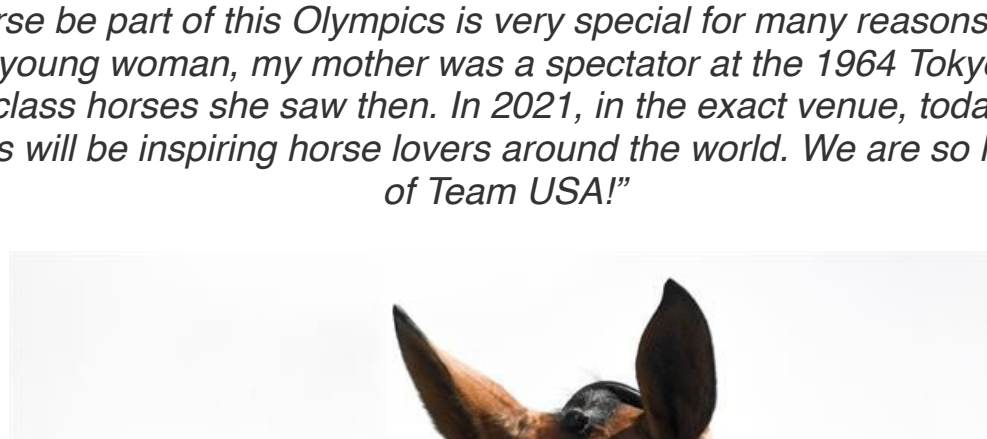 be part of this Olympics is very special for many reasons
young woman, my mother was a spectator at the 1964
class horses she saw then. In 2021, in the exact venue,
will be inspiring horse lovers around the world. We are so
of Team USA!”